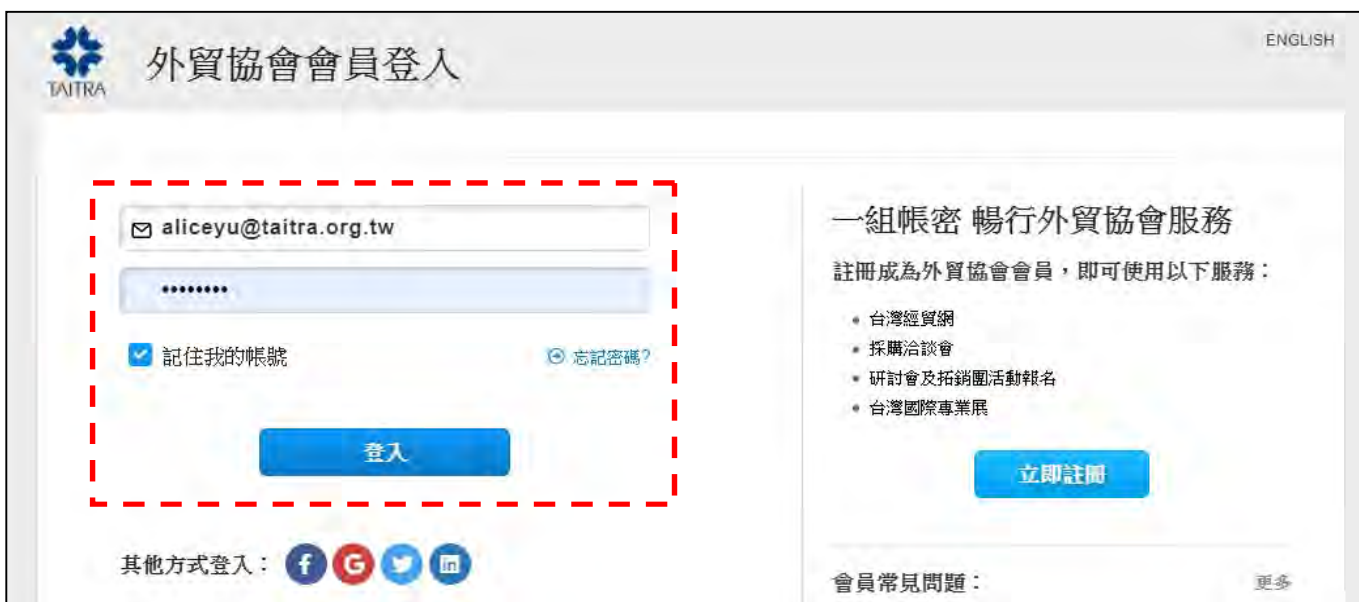 TAITRA
外貿協會會員登入
ENGLISH
aliceyu@taitra.org.tw
••••••••
記住我的帳號
忘記密碼?
登入
其他方式登入：
f G in
一組帳密 暢行外貿協會服務
註冊成為外貿協會會員，即可使用以下服務：
• 台灣經貿網
• 採購洽談會
• 研討會及拓銷團活動報名
• 台灣國際專業展
立即註冊
會員常見問題：
更多